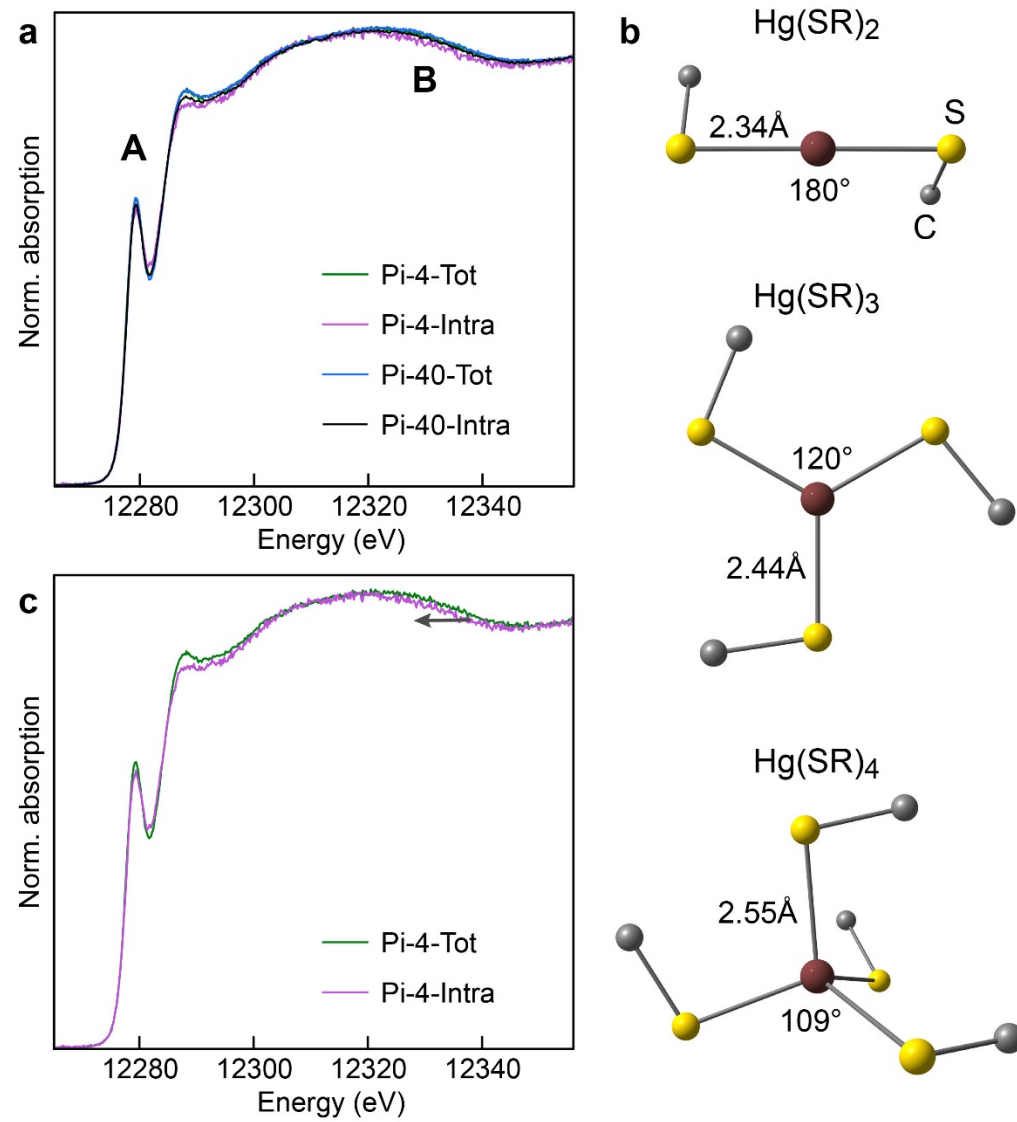 a
B
A
Norm. absorption
Pi-4-Tot
Pi-4-Intra
Pi-40-Tot
Pi-40-Intra
12280 12300 12320 12340
Energy (eV)
b
Hg(SR)2
S
2.34Å
180°
C
Hg(SR)3
120°
2.44Å
Hg(SR)4
2.55Å
109°
c
Norm. absorption
Pi-4-Tot
Pi-4-Intra
12280 12300 12320 12340
Energy (eV)